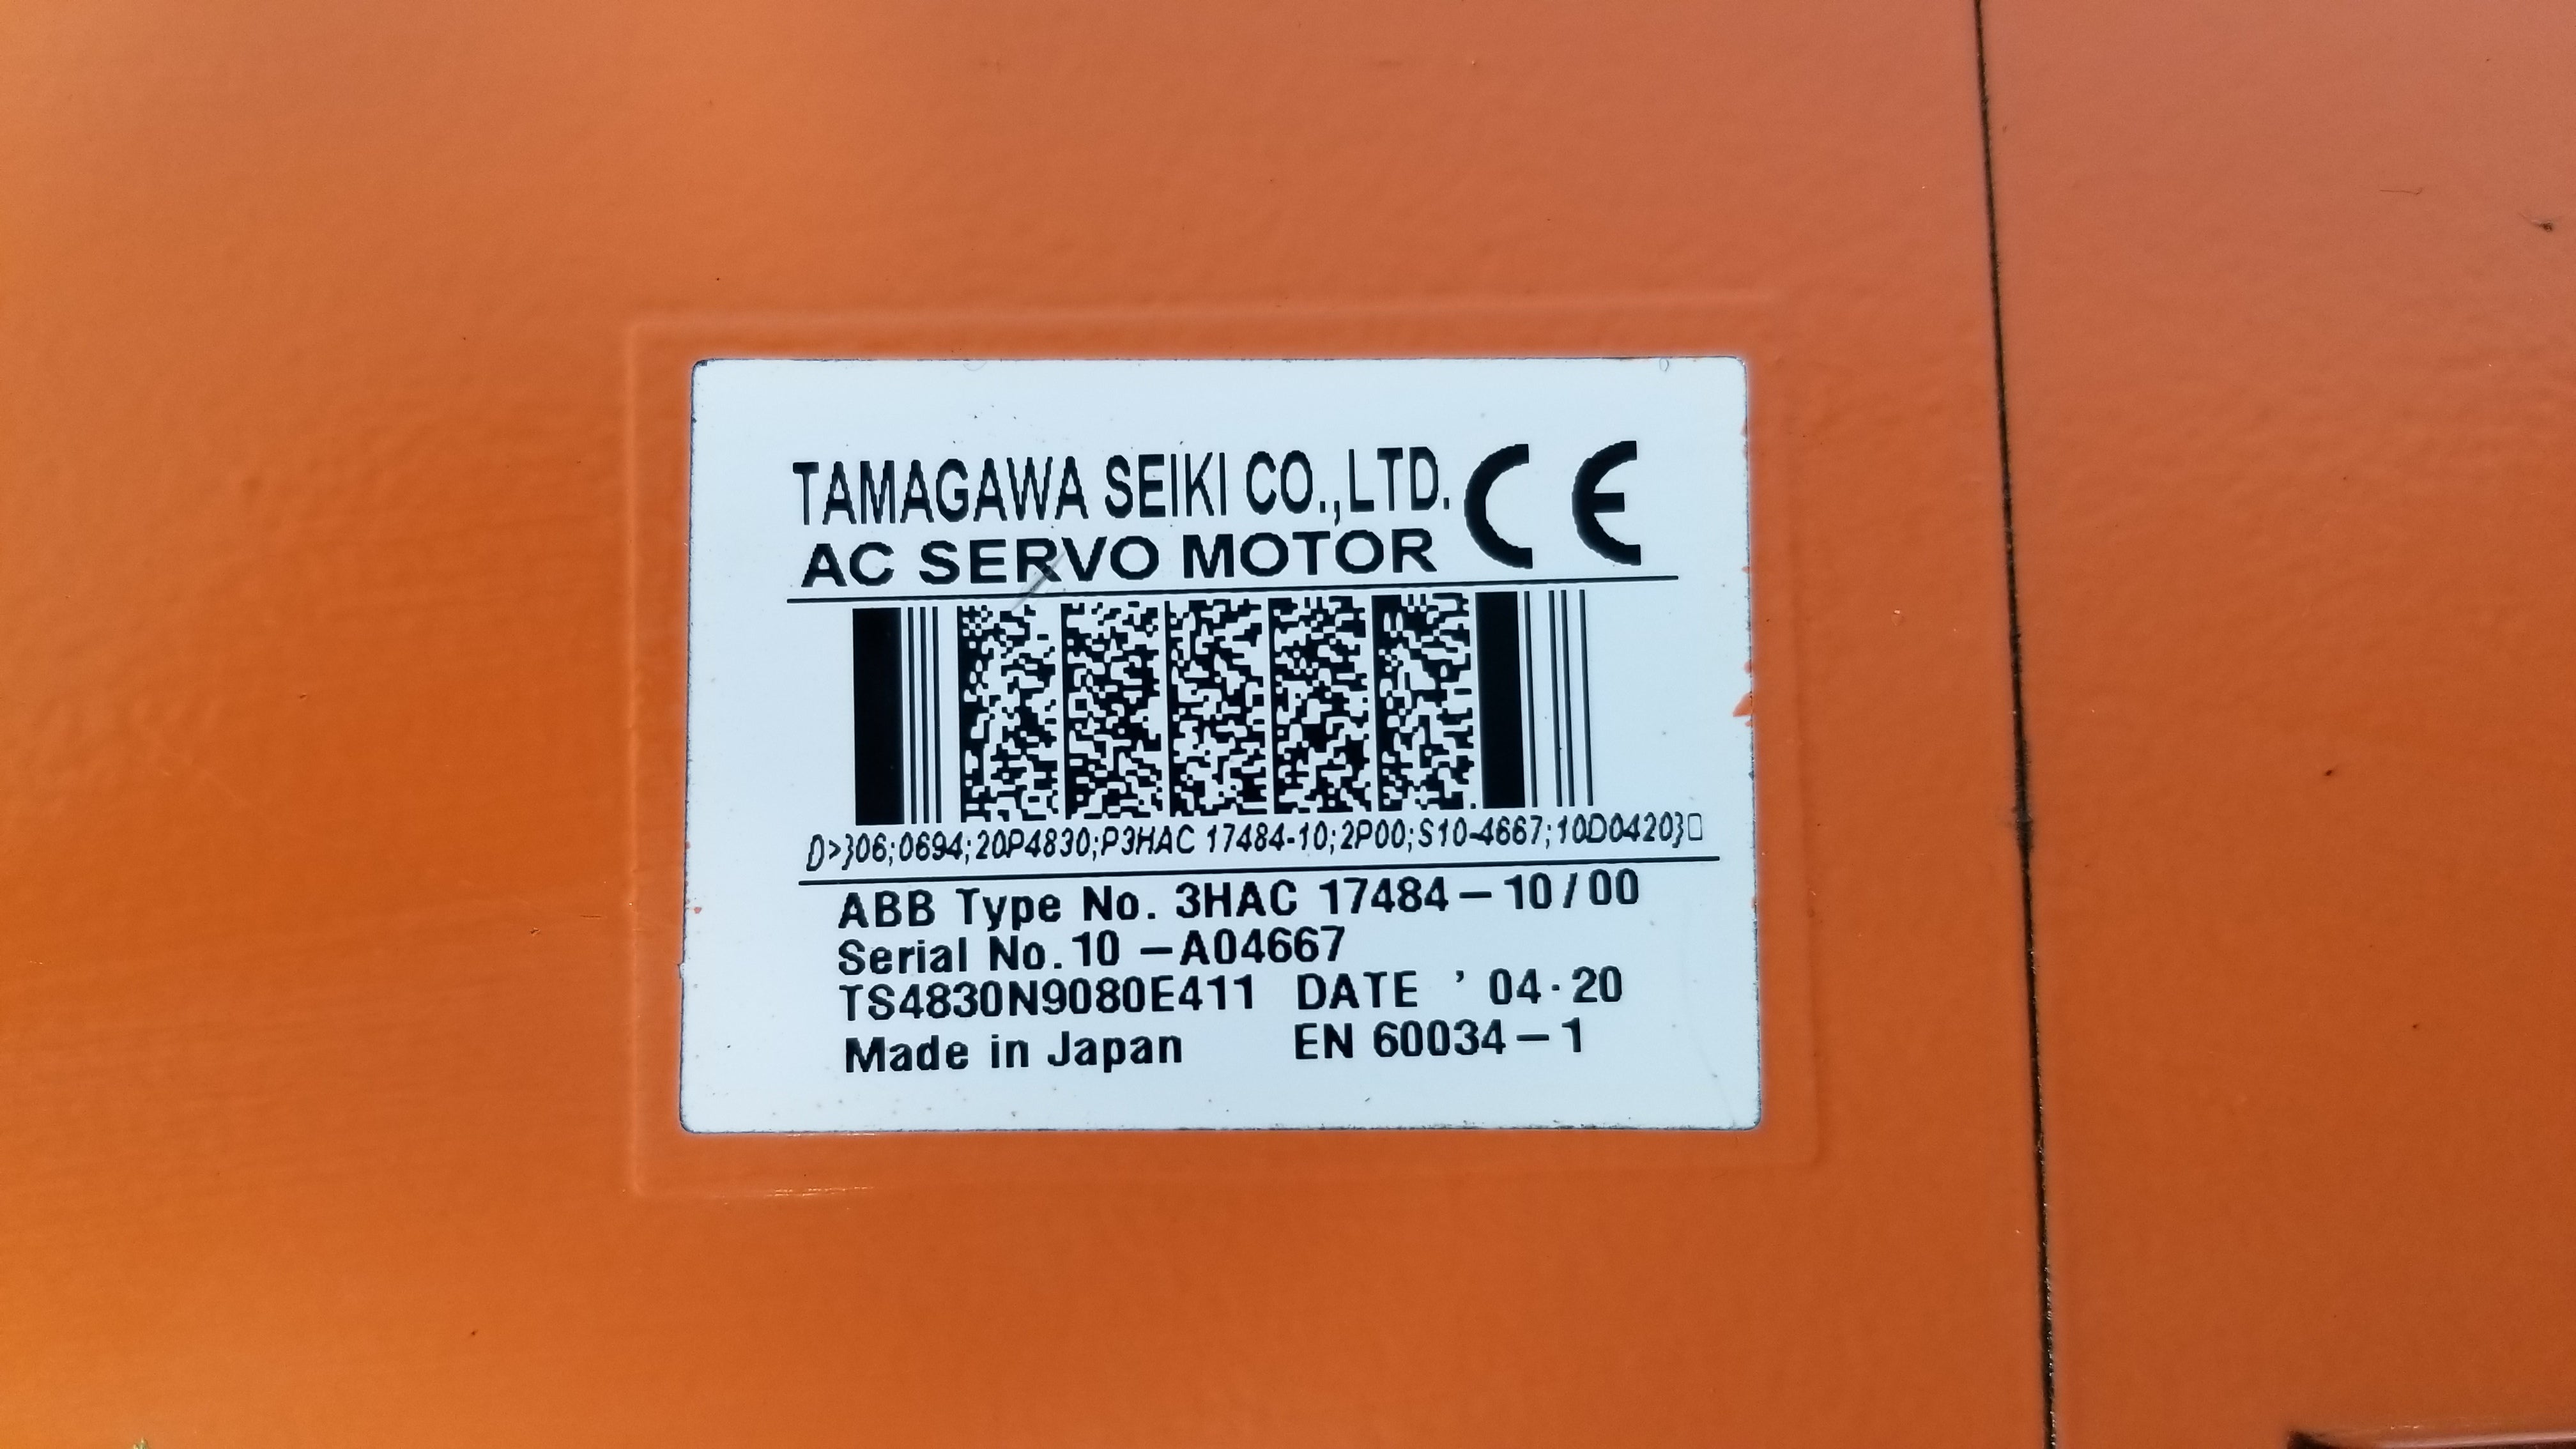 TAMAGAWA SEIKI CO.,LTD. CE
AC SERVO MOTOR
D>}06;0694;20P4830;P3HAC 17484-10;2P00;S10-4667;10D0420}□
ABB Type No. 3HAC 17484-10/00
Serial No.10 -A04667
TS4830N9080E411 DATE '04·20
Made in Japan EN 60034-1